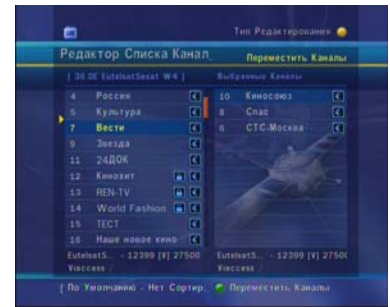 Тип Редактирования
Редактор Списка Канал_
Переместить Каналы
[ 36.0E EutelsatSesat W4 ]
Выбранные Каналы
4 Россия
5 Культура
7 Вести
9 Звезда
11 24ДОК
12 Кинохит
13 REN-TV
14 World Fashion
15 ТЕСТ
16 Наше новое кино
10 Киносоюз
8 Спас
6 СТС-Москва
EutelsatS... - 12399 [V] 27500
Viaccess /
EutelsatS... - 12399 [V] 27500
Viaccess /
[ По Умолчанию - Нет Сортир_
Переместить Каналы